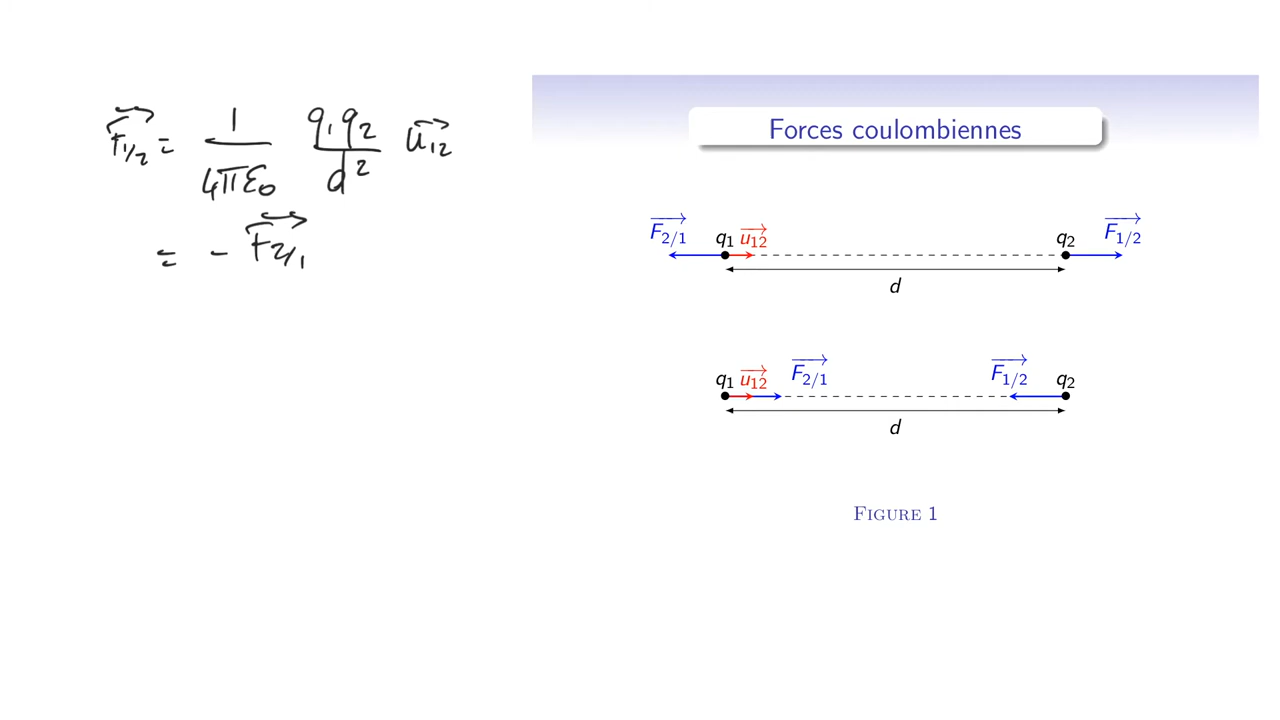 F₁/₂ = 1/(4πε₀) q₁q₂/d² u₁₂
= - F₂/₁
Forces coulombiennes
F₂/₁ q₁ u₁₂ q₂ F₁/₂
d
q₁ u₁₂ F₂/₁ F₁/₂ q₂
d
Figure 1